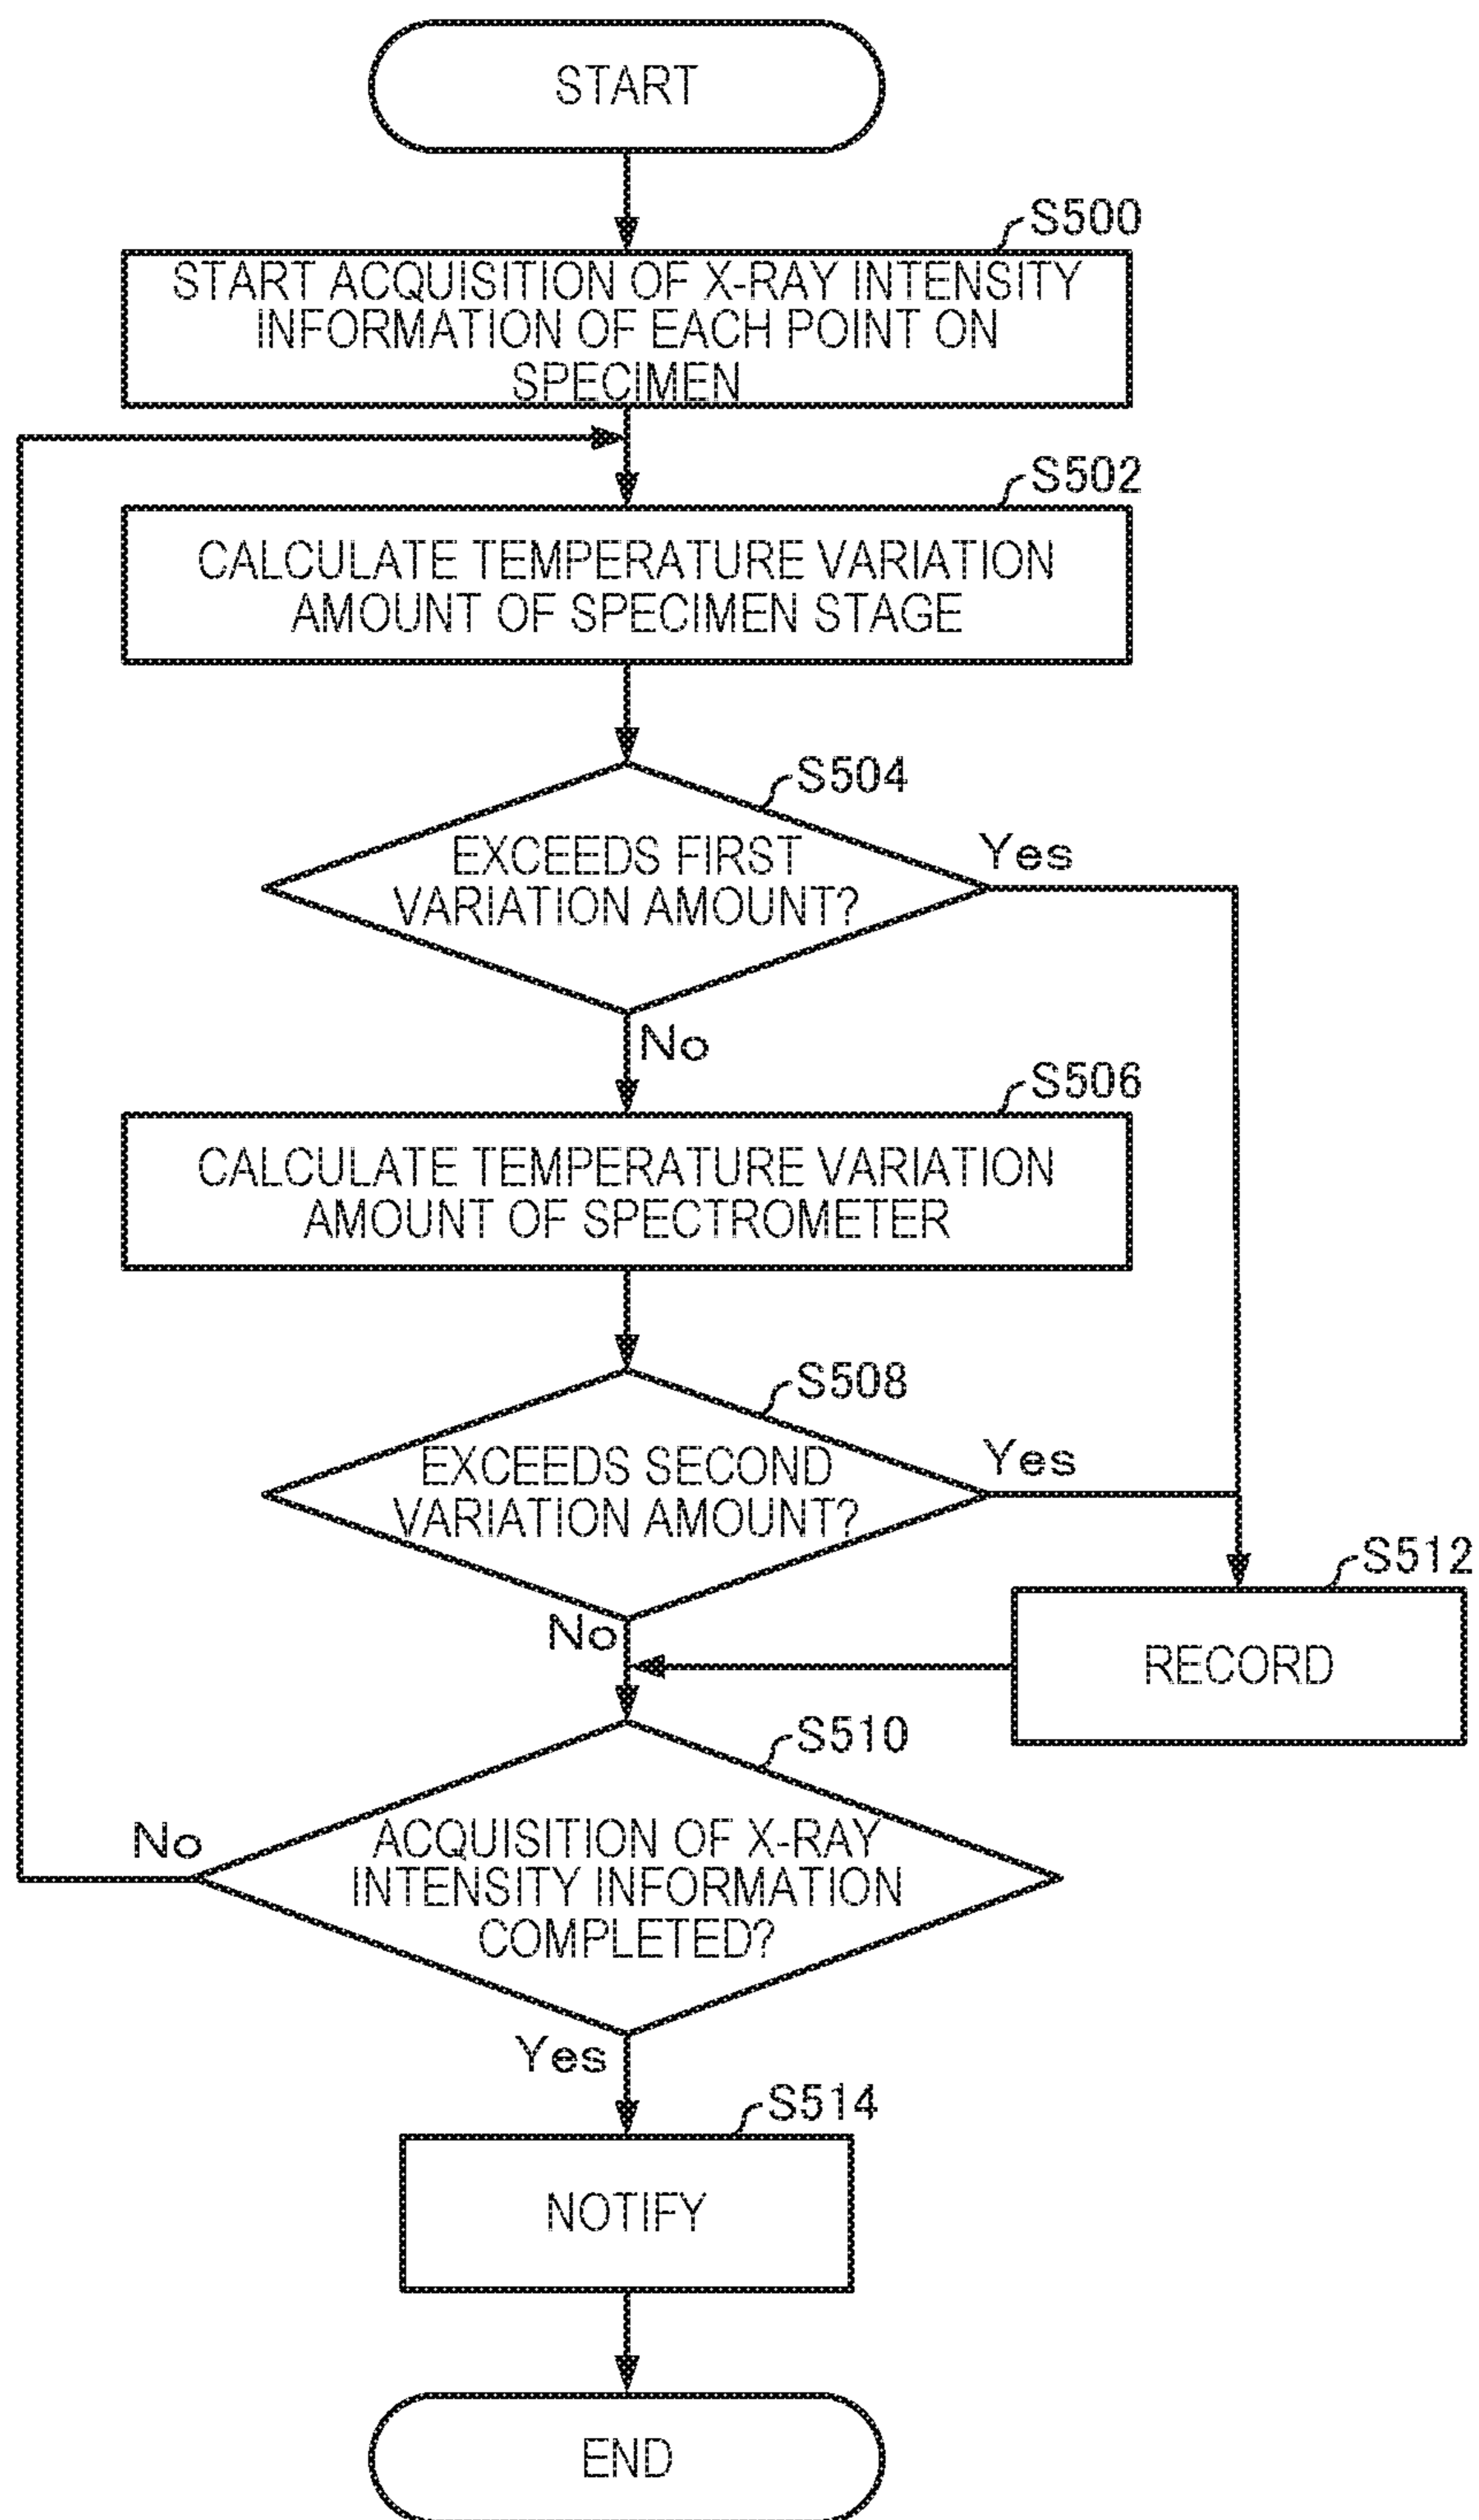 START
S500
START ACQUISITION OF X-RAY INTENSITY
INFORMATION OF EACH POINT ON
SPECIMEN
S502
CALCULATE TEMPERATURE VARIATION
AMOUNT OF SPECIMEN STAGE
S504
EXCEEDS FIRST
VARIATION AMOUNT?
Yes
No
S506
CALCULATE TEMPERATURE VARIATION
AMOUNT OF SPECTROMETER
S508
EXCEEDS SECOND
VARIATION AMOUNT?
Yes
No
S512
RECORD
S510
ACQUISITION OF X-RAY
INTENSITY INFORMATION
COMPLETED?
No
Yes
S514
NOTIFY
END